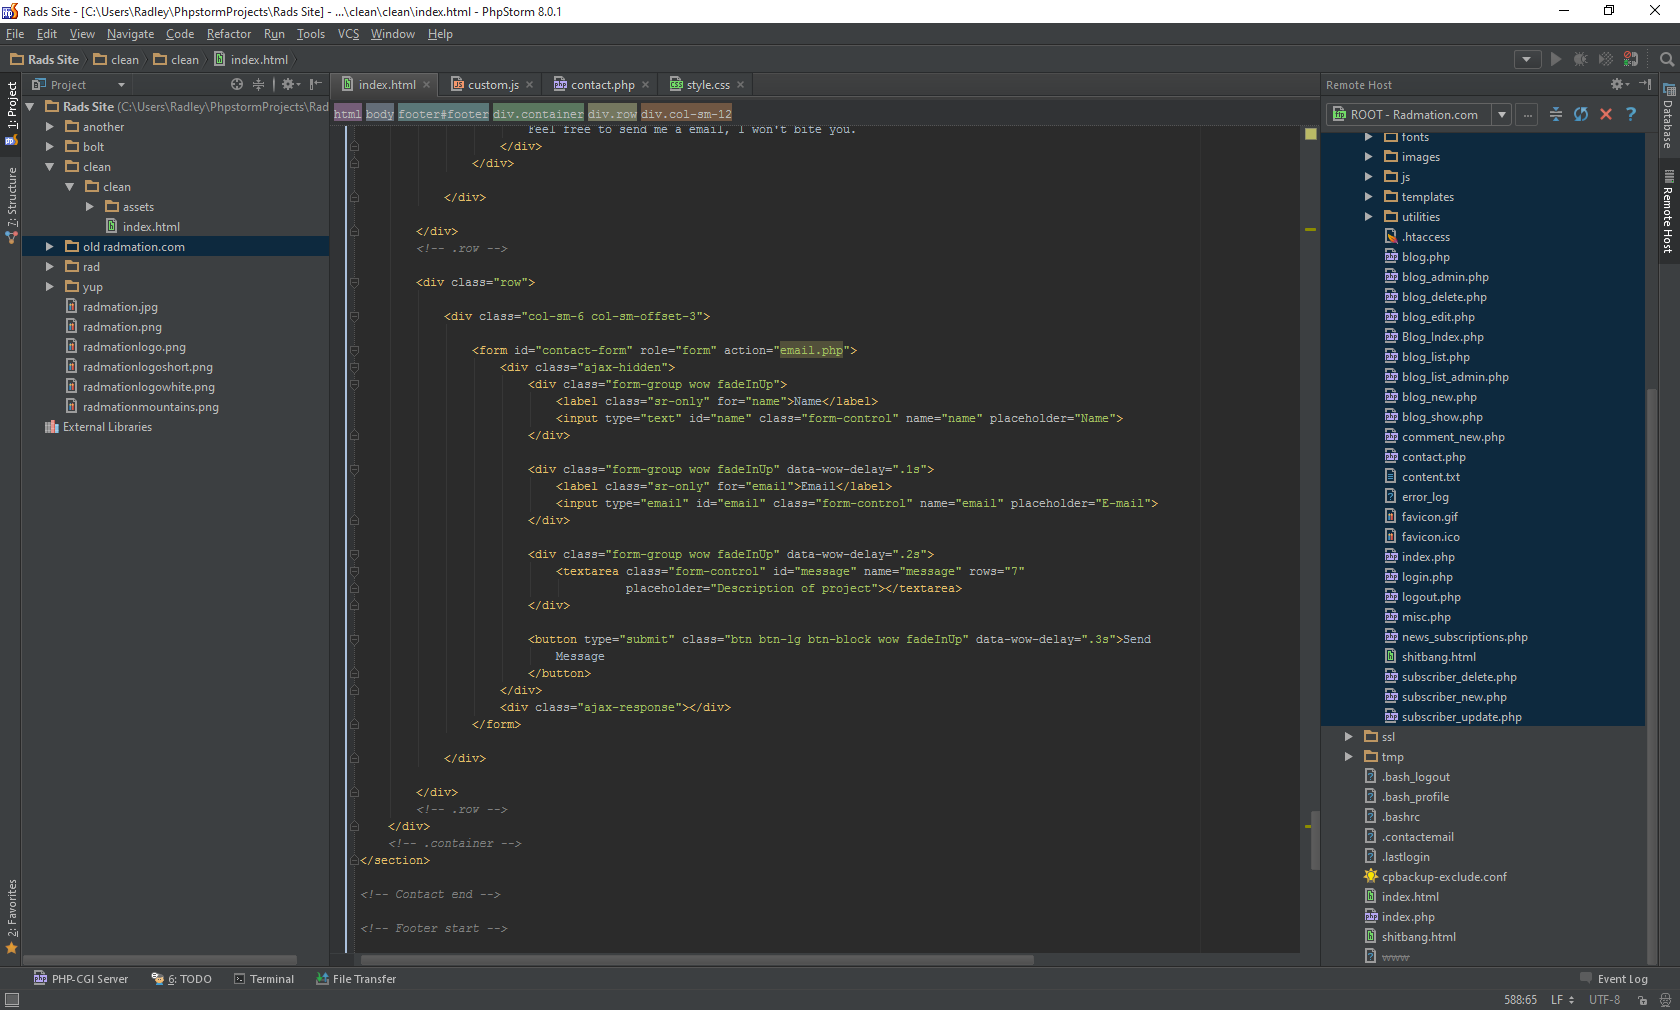 Rads Site - [C:\Users\Radley\PhpstormProjects\Rads Site] - ...\clean\clean\index.html - PhpStorm 8.0.1
File Edit View Navigate Code Refactor Run Tools VCS Window Help
Rads Site clean clean index.html
Project
index.html custom.js contact.php style.css
Remote Host
1: Project
7: Structure
2: Favorites
Rads Site (C:\Users\Radley\PhpstormProjects\Rad
another
bolt
clean
clean
assets
index.html
old radmation.com
rad
yup
radmation.jpg
radmation.png
radmationlogo.png
radmationlogoshort.png
radmationlogowhite.png
radmationmountains.png
External Libraries
html body footer#footer div.container div.row div.col-sm-12
Feel free to send me a email, I won't bite you.
</div>
</div>
</div>
</div>
<!-- .row -->
<div class="row">
<div class="col-sm-6 col-sm-offset-3">
<form id="contact-form" role="form" action="email.php">
<div class="ajax-hidden">
<div class="form-group wow fadeInUp">
<label class="sr-only" for="name">Name</label>
<input type="text" id="name" class="form-control" name="name" placeholder="Name">
</div>
<div class="form-group wow fadeInUp" data-wow-delay=".1s">
<label class="sr-only" for="email">Email</label>
<input type="email" id="email" class="form-control" name="email" placeholder="E-mail">
</div>
<div class="form-group wow fadeInUp" data-wow-delay=".2s">
<textarea class="form-control" id="message" name="message" rows="7"
placeholder="Description of project"></textarea>
</div>
<button type="submit" class="btn btn-lg btn-block wow fadeInUp" data-wow-delay=".3s">Send
Message
</button>
</div>
<div class="ajax-response"></div>
</form>
</div>
</div>
<!-- .row -->
</div>
<!-- .container -->
</section>
<!-- Contact end -->
<!-- Footer start -->
ROOT - Radmation.com ...
fonts
images
js
templates
utilities
.htaccess
blog.php
blog_admin.php
blog_delete.php
blog_edit.php
Blog_Index.php
blog_list.php
blog_list_admin.php
blog_new.php
blog_show.php
comment_new.php
contact.php
content.txt
error_log
favicon.gif
favicon.ico
index.php
login.php
logout.php
misc.php
news_subscriptions.php
shitbang.html
subscriber_delete.php
subscriber_new.php
subscriber_update.php
ssl
tmp
.bash_logout
.bash_profile
.bashrc
.contactemail
.lastlogin
cpbackup-exclude.conf
index.html
index.php
shitbang.html
www
Database
Remote Host
PHP-CGI Server 6: TODO Terminal File Transfer Event Log
588:65 LF UTF-8